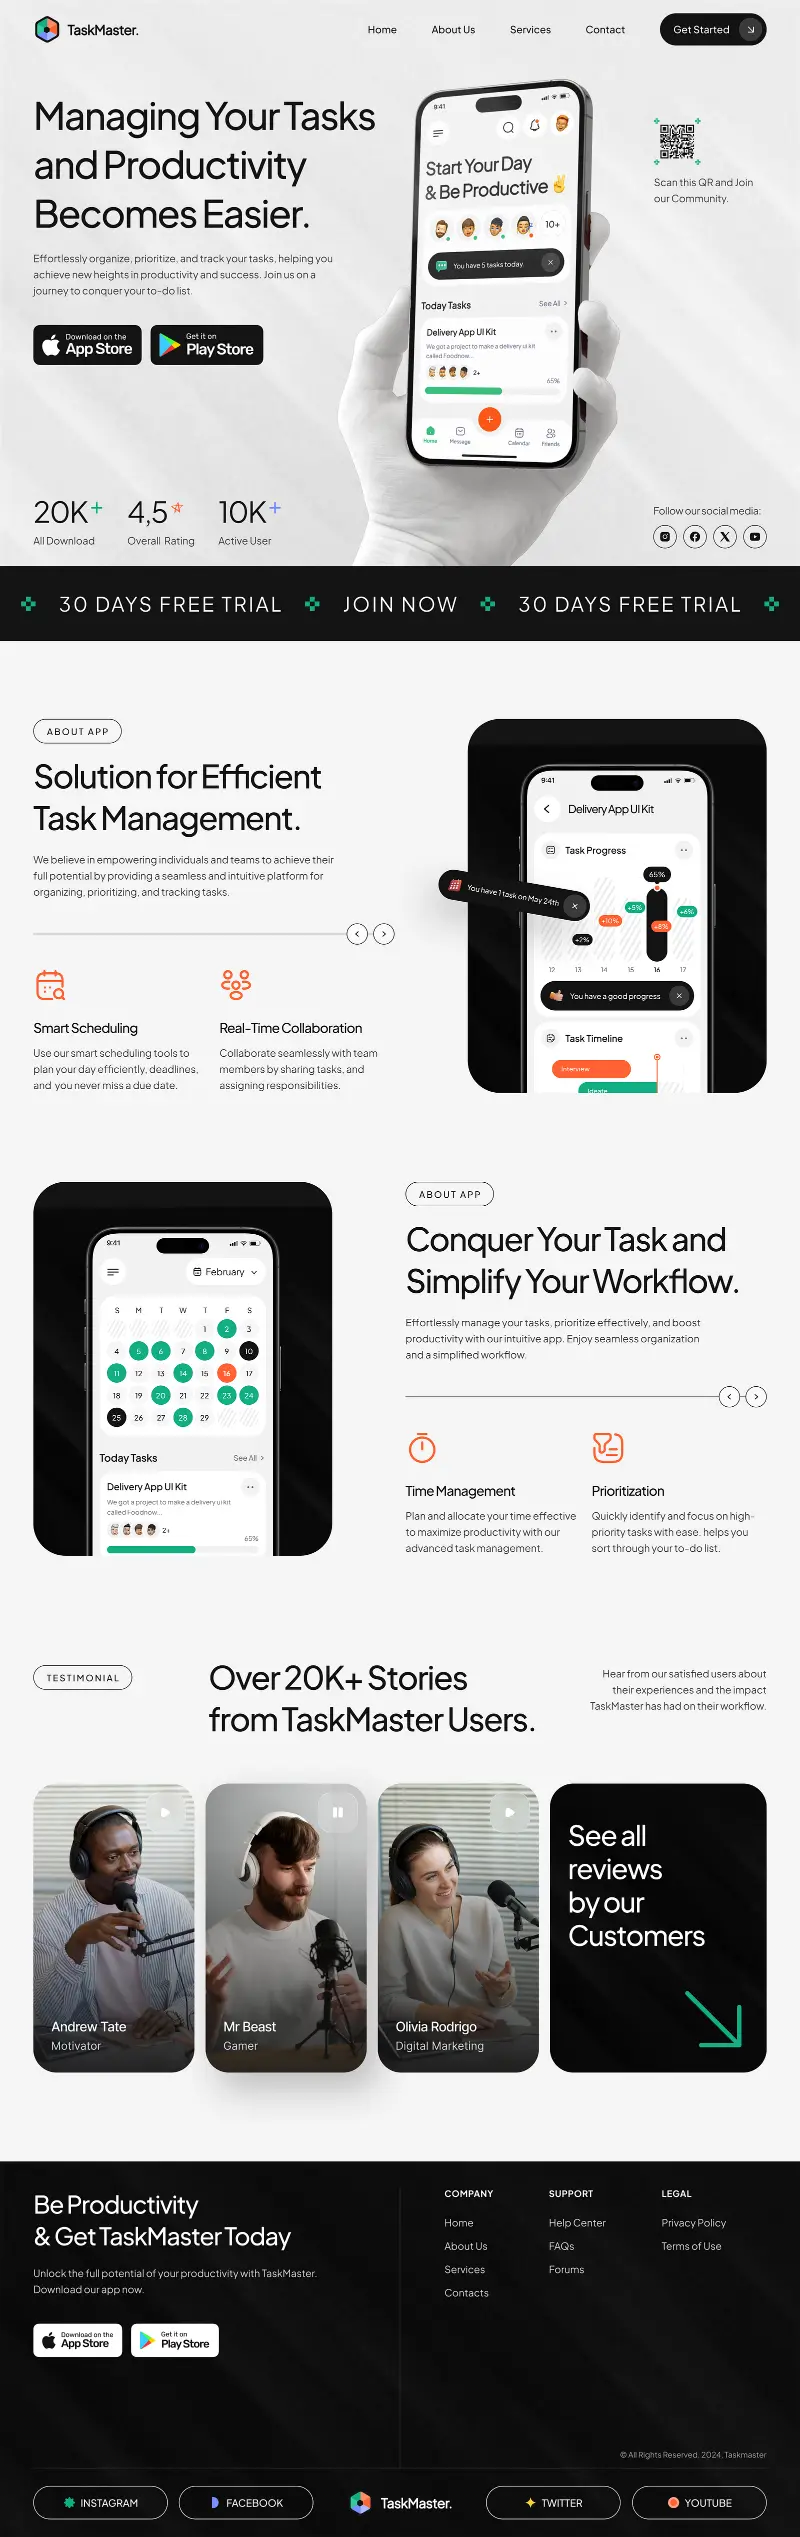 TaskMaster.
Home
About Us
Services
Contact
Get Started
Managing Your Tasks
and Productivity
Becomes Easier.
Effortlessly organize, prioritize, and track your tasks, helping you
achieve new heights in productivity and success. Join us on a
journey to conquer your to-do list.
Download on the
App Store
Get it on
Play Store
9:41
Start Your Day
& Be Productive ✌
10+
You have 5 tasks today
Today Tasks
See All >
Delivery App UI Kit
We got a project to make a delivery ui kit
called Foodnow...
2+
65%
Home
Message
Calendar
Friends
Scan this QR and Join
our Community.
20K+
All Download
4,5
Overall Rating
10K+
Active User
Follow our social media:
30 DAYS FREE TRIAL
JOIN NOW
30 DAYS FREE TRIAL
ABOUT APP
Solution for Efficient
Task Management.
We believe in empowering individuals and teams to achieve their
full potential by providing a seamless and intuitive platform for
organizing, prioritizing, and tracking tasks.
Smart Scheduling
Use our smart scheduling tools to
plan your day efficiently, deadlines,
and you never miss a due date.
Real-Time Collaboration
Collaborate seamlessly with team
members by sharing tasks, and
assigning responsibilities.
9:41
Delivery App UI Kit
Task Progress
65%
You have 1 task on May 24th
+5%
+6%
+10%
+8%
+2%
12 13 14 15 16 17
You have a good progress
Task Timeline
Interview
Ideate
9:41
February
S M T W T F S
1 2 3
4 5 6 7 8 9 10
11 12 13 14 15 16 17
18 19 20 21 22 23 24
25 26 27 28 29
Today Tasks
See All >
Delivery App UI Kit
We got a project to make a delivery ui kit
called Foodnow...
2+
65%
ABOUT APP
Conquer Your Task and
Simplify Your Workflow.
Effortlessly manage your tasks, prioritize effectively, and boost
productivity with our intuitive app. Enjoy seamless organization
and a simplified workflow.
Time Management
Plan and allocate your time effective
to maximize productivity with our
advanced task management.
Prioritization
Quickly identify and focus on high-
priority tasks with ease. helps you
sort through your to-do list.
TESTIMONIAL
Over 20K+ Stories
from TaskMaster Users.
Hear from our satisfied users about
their experiences and the impact
TaskMaster has had on their workflow.
Andrew Tate
Motivator
Mr Beast
Gamer
Olivia Rodrigo
Digital Marketing
See all
reviews
by our
Customers
Be Productivity
& Get TaskMaster Today
Unlock the full potential of your productivity with TaskMaster.
Download our app now.
Download on the
App Store
Get it on
Play Store
COMPANY
Home
About Us
Services
Contacts
SUPPORT
Help Center
FAQs
Forums
LEGAL
Privacy Policy
Terms of Use
© All Rights Reserved. 2024, Taskmaster
INSTAGRAM
FACEBOOK
TaskMaster.
TWITTER
YOUTUBE